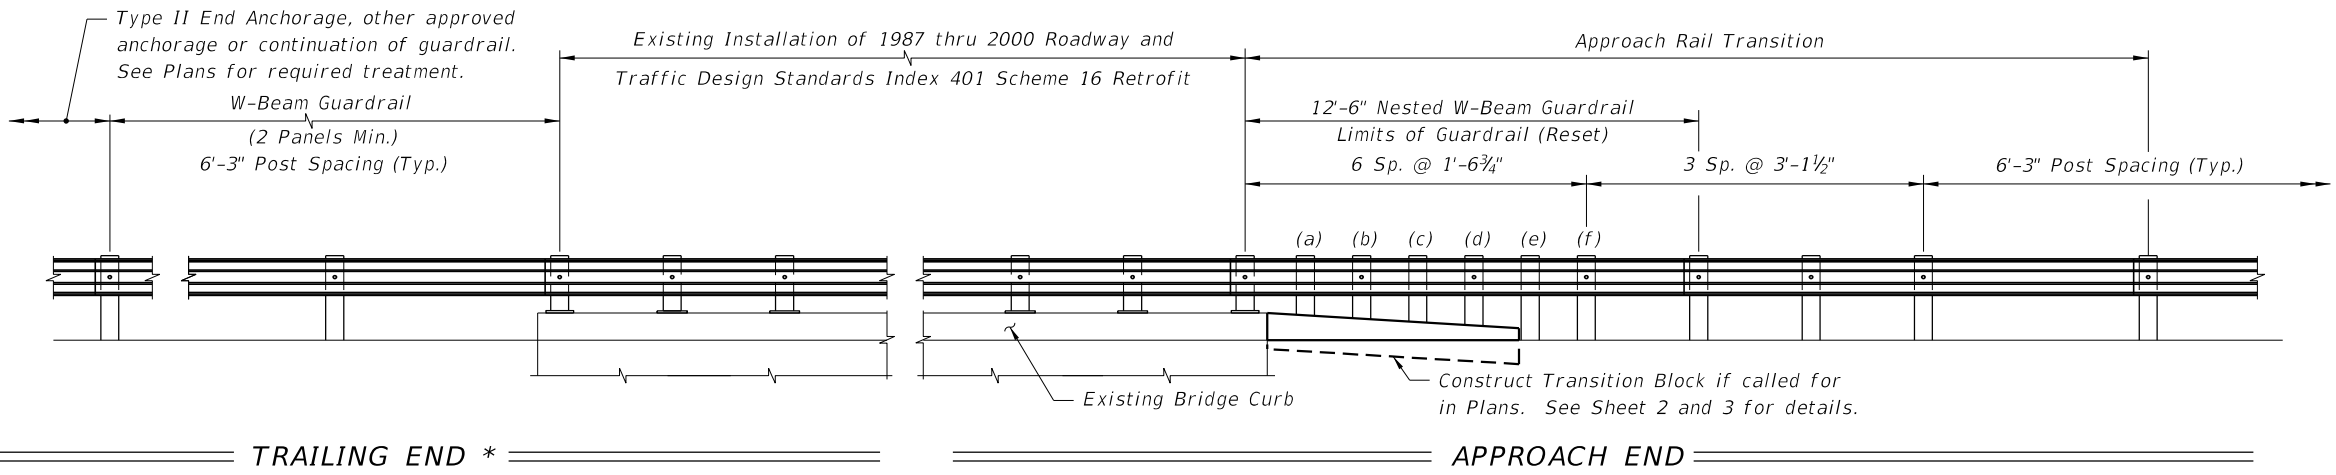 Type II End Anchorage, other approved
anchorage or continuation of guardrail.
See Plans for required treatment.
W-Beam Guardrail
(2 Panels Min.)
6'-3" Post Spacing (Typ.)
Existing Installation of 1987 thru 2000 Roadway and
Traffic Design Standards Index 401 Scheme 16 Retrofit
Approach Rail Transition
12'-6" Nested W-Beam Guardrail
Limits of Guardrail (Reset)
6 Sp. @ 1'-6¾"
3 Sp. @ 3'-1½"
6'-3" Post Spacing (Typ.)
(a) (b) (c) (d) (e) (f)
Existing Bridge Curb
Construct Transition Block if called for
in Plans. See Sheet 2 and 3 for details.
TRAILING END *
APPROACH END